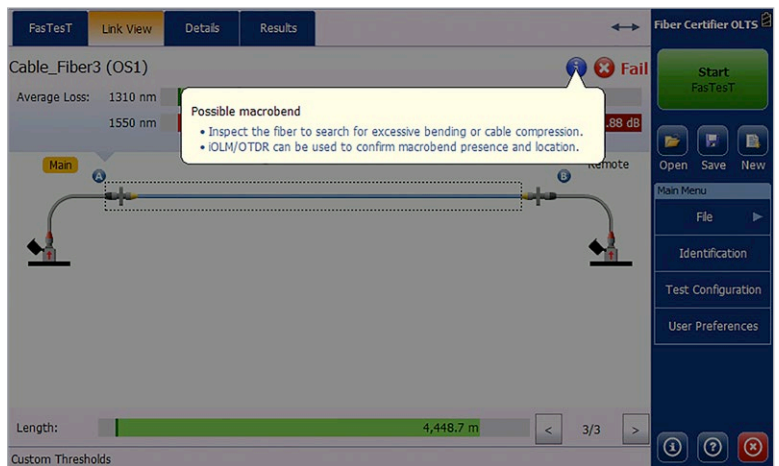 FasTesT Link View Details Results
Fiber Certifier OLTS
Cable_Fiber3 (OS1)
Fail
Average Loss: 1310 nm
1550 nm
.88 dB
Possible macrobend
• Inspect the fiber to search for excessive bending or cable compression.
• iOLM/OTDR can be used to confirm macrobend presence and location.
Main
A
B
Remote
Length: 4,448.7 m
< 3/3 >
Custom Thresholds
Start
FasTesT
Open Save New
Main Menu
File
Identification
Test Configuration
User Preferences